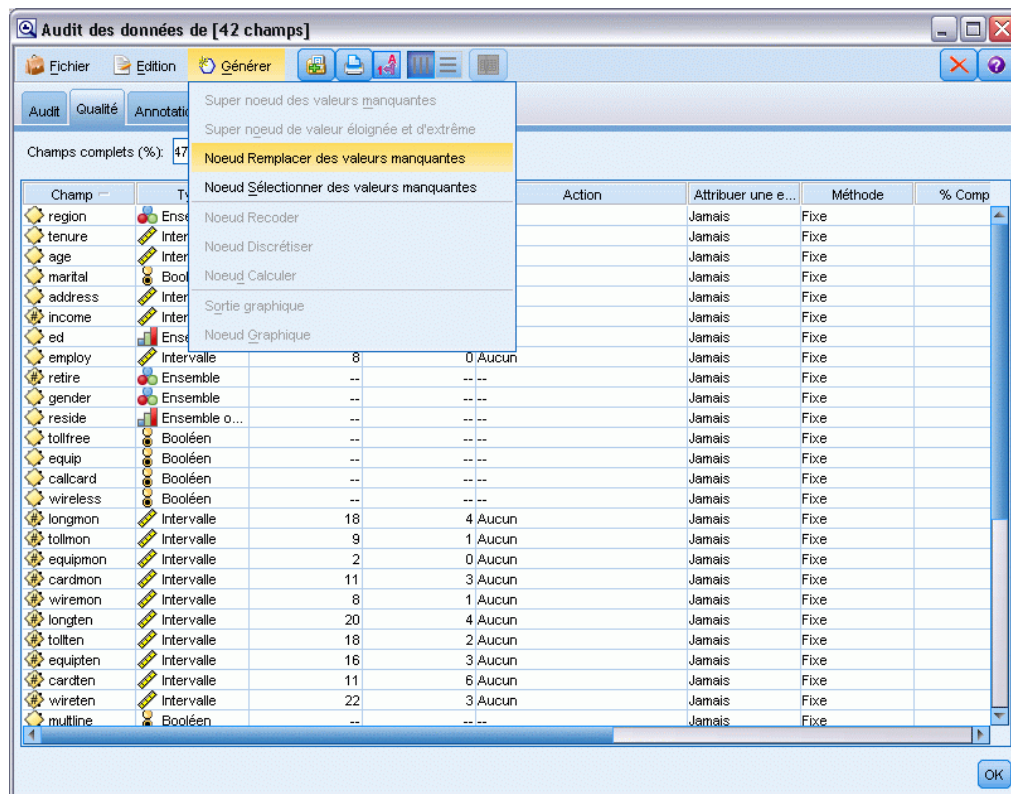 Audit des données de [42 champs]
Fichier Edition Générer
Audit Qualité Annotatio
Super noeud des valeurs manquantes
Super noeud de valeur éloignée et d'extrême
Champs complets (%): 47
Noeud Remplacer des valeurs manquantes
Noeud Sélectionner des valeurs manquantes
Noeud Recoder
Noeud Discrétiser
Noeud Calculer
Sortie graphique
Noeud Graphique
Champ Ty Action Attribuer une e... Méthode % Comp
region Ense Jamais Fixe
tenure Inter Jamais Fixe
age Inter Jamais Fixe
marital Bool Jamais Fixe
address Inter Jamais Fixe
income Inter Jamais Fixe
ed Ense Jamais Fixe
employ Intervalle 8 0 Aucun Jamais Fixe
retire Ensemble -- -- -- Jamais Fixe
gender Ensemble -- -- -- Jamais Fixe
reside Ensemble o... -- -- -- Jamais Fixe
tollfree Booléen -- -- -- Jamais Fixe
equip Booléen -- -- -- Jamais Fixe
callcard Booléen -- -- -- Jamais Fixe
wireless Booléen -- -- -- Jamais Fixe
longmon Intervalle 18 4 Aucun Jamais Fixe
tollmon Intervalle 9 1 Aucun Jamais Fixe
equipmon Intervalle 2 0 Aucun Jamais Fixe
cardmon Intervalle 11 3 Aucun Jamais Fixe
wiremon Intervalle 8 1 Aucun Jamais Fixe
longten Intervalle 20 4 Aucun Jamais Fixe
tollten Intervalle 18 2 Aucun Jamais Fixe
equipten Intervalle 16 3 Aucun Jamais Fixe
cardten Intervalle 11 6 Aucun Jamais Fixe
wireten Intervalle 22 3 Aucun Jamais Fixe
multline Booléen -- -- -- Jamais Fixe
OK